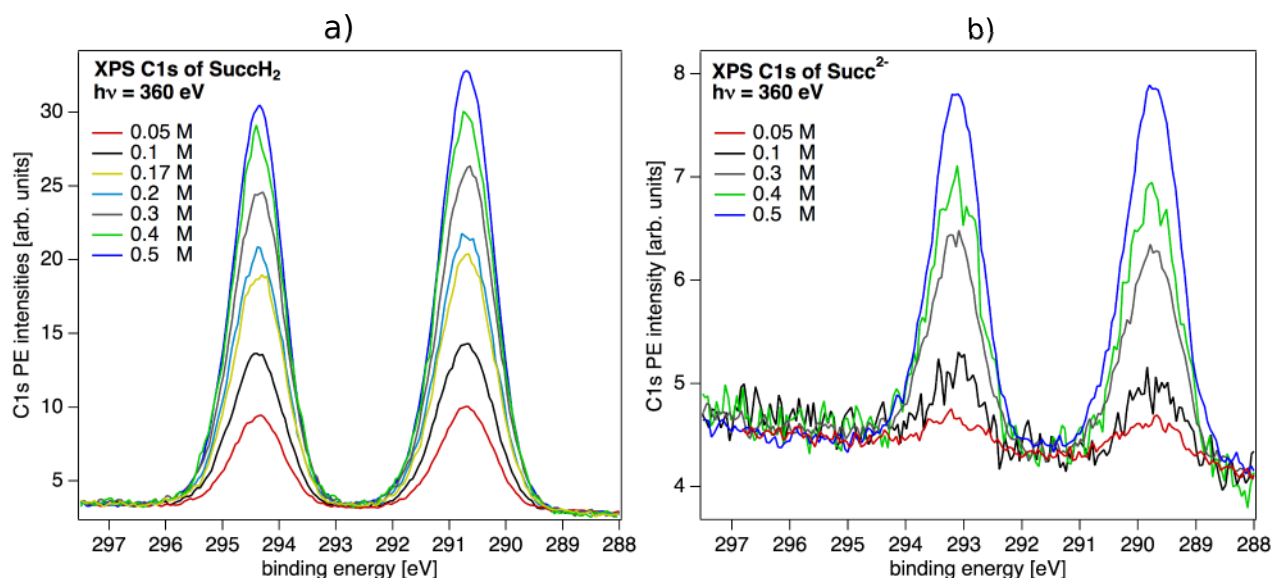 a)
XPS C1s of SuccH₂
hν = 360 eV
0.05 M
0.1 M
0.17 M
0.2 M
0.3 M
0.4 M
0.5 M
C1s PE intensities [arb. units]
30
25
20
15
10
5
297 296 295 294 293 292 291 290 289 288
binding energy [eV]
b)
XPS C1s of Succ²⁻
hν = 360 eV
0.05 M
0.1 M
0.3 M
0.4 M
0.5 M
C1s PE intensity [arb. units]
8
7
6
5
4
297 296 295 294 293 292 291 290 289 288
binding energy [eV]